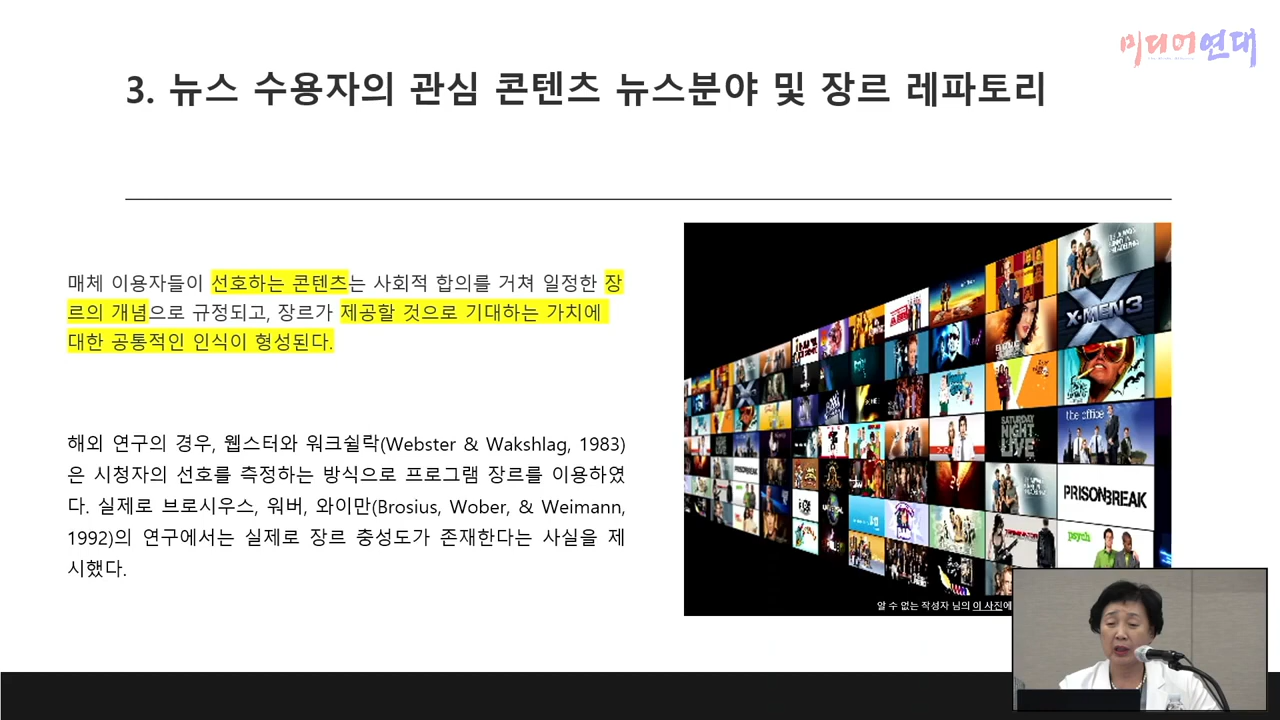 미디어연대
3. 뉴스 수용자의 관심 콘텐츠 뉴스분야 및 장르 레파토리
매체 이용자들이 선호하는 콘텐츠는 사회적 합의를 거쳐 일정한 장
르의 개념으로 규정되고, 장르가 제공할 것으로 기대하는 가치에
대한 공통적인 인식이 형성된다.
해외 연구의 경우, 웹스터와 워크쉴락(Webster & Wakshlag, 1983)
은 시청자의 선호를 측정하는 방식으로 프로그램 장르를 이용하였
다. 실제로 브로시우스, 워버, 와이만(Brosius, Wober, & Weimann,
1992)의 연구에서는 실제로 장르 충성도가 존재한다는 사실을 제
시했다.
X-MEN 3
SATURDAY
NIGHT
LIVE
the office
PRISON BREAK
psych
알 수 없는 작성자 님의 이 사진에